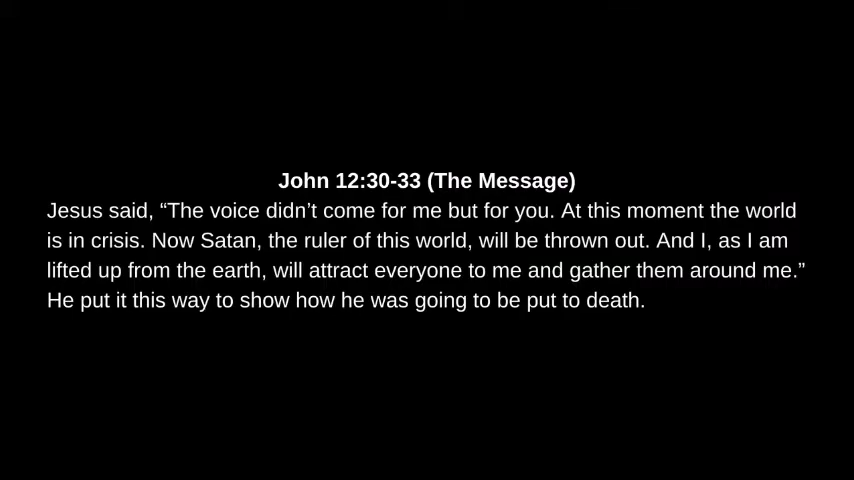 John 12:30-33 (The Message)
Jesus said, “The voice didn’t come for me but for you. At this moment the world
is in crisis. Now Satan, the ruler of this world, will be thrown out. And I, as I am
lifted up from the earth, will attract everyone to me and gather them around me.”
He put it this way to show how he was going to be put to death.